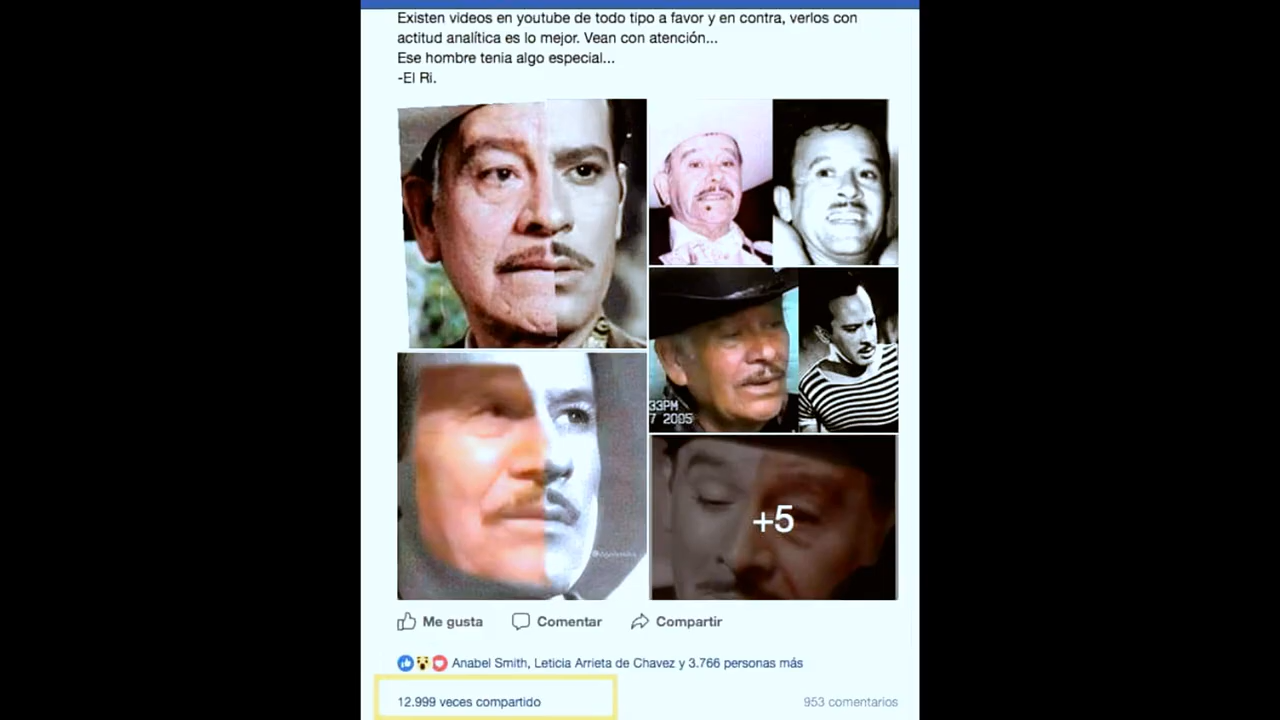 Existen videos en youtube de todo tipo a favor y en contra, verlos con
actitud analítica es lo mejor. Vean con atención...
Ese hombre tenia algo especial...
-El Ri.
33PM
7 2005
+5
Me gusta
Comentar
Compartir
Anabel Smith, Leticia Arrieta de Chavez y 3.766 personas más
12.999 veces compartido
953 comentarios